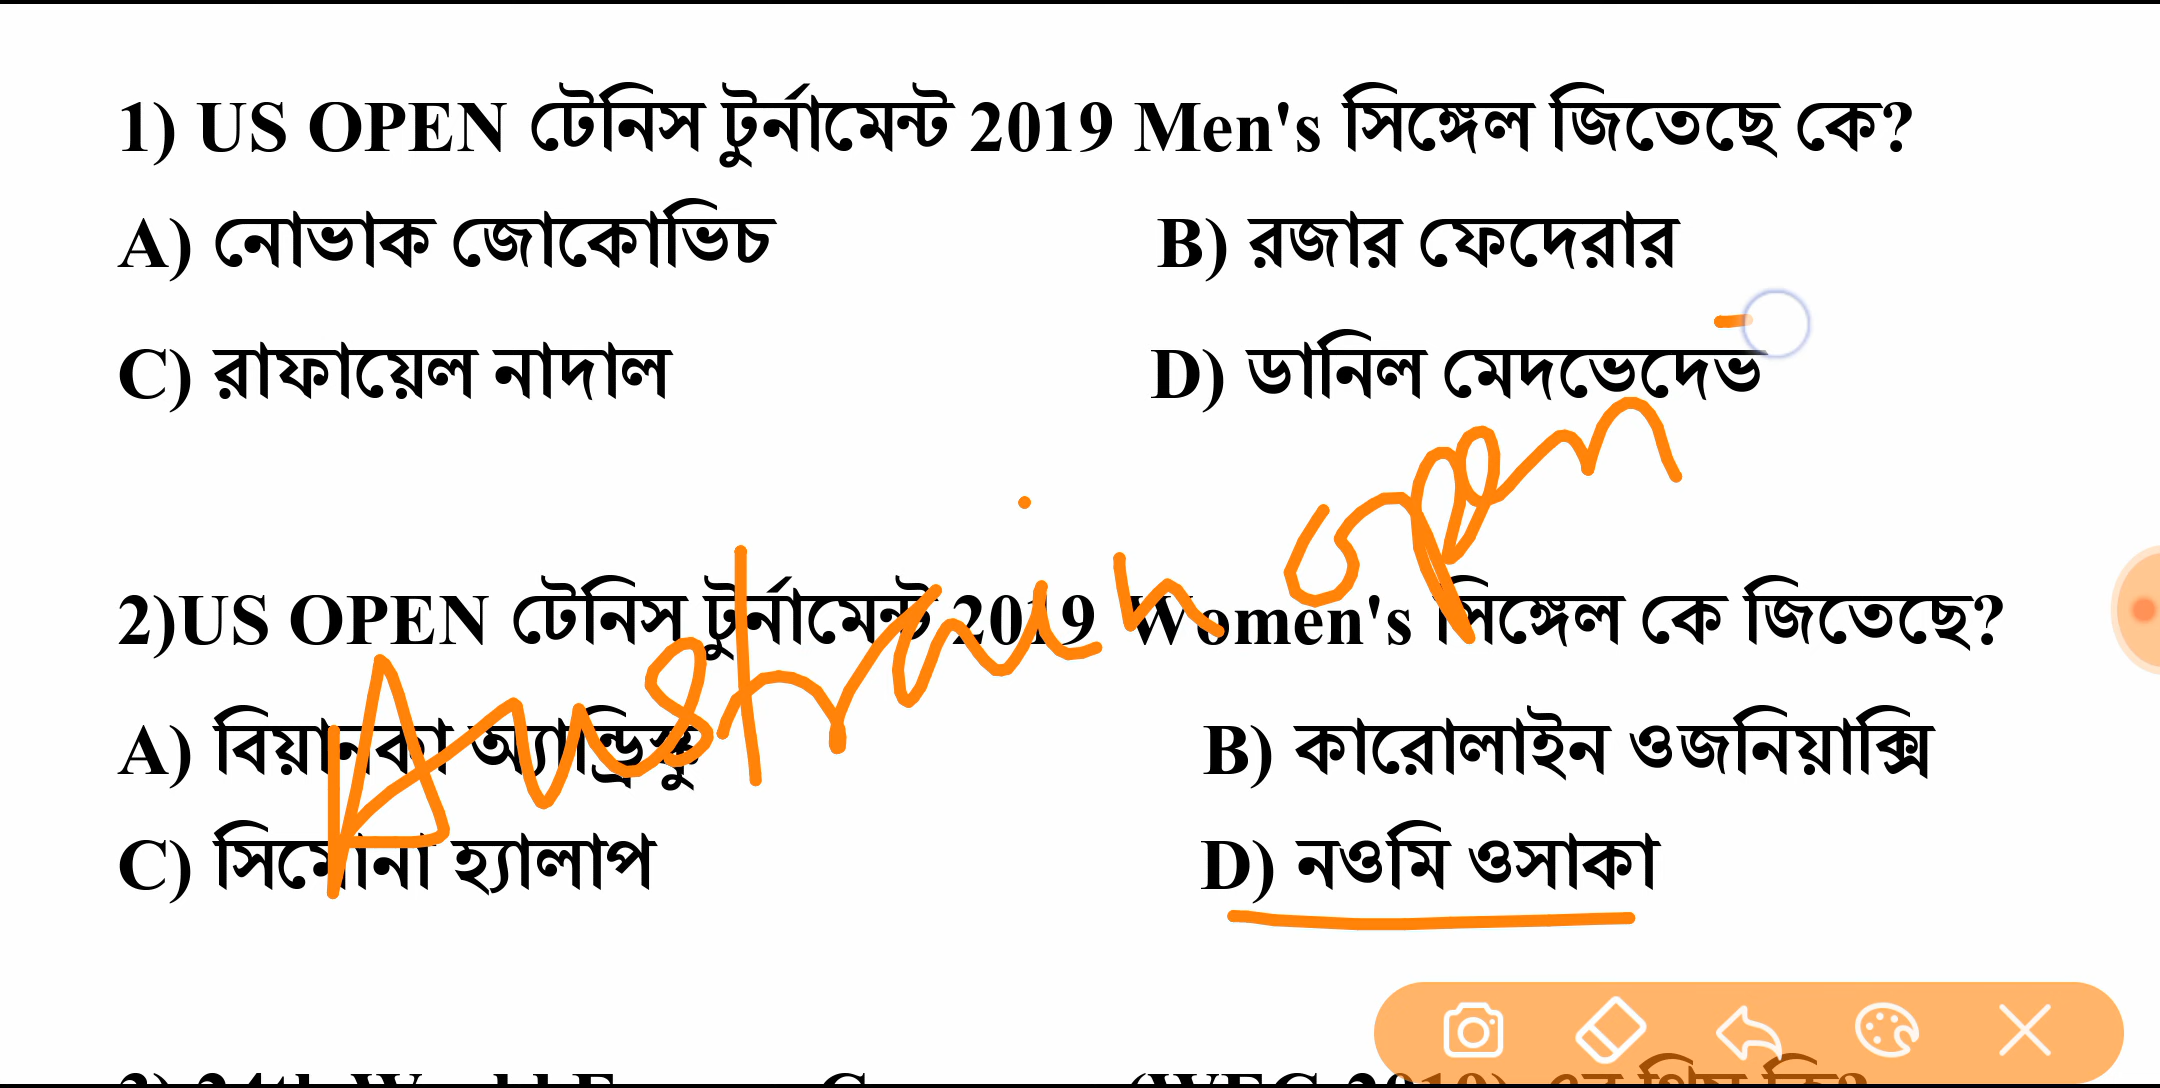 1) US OPEN টেনিস টুর্নামেন্ট 2019 Men's সিঙ্গেল জিতেছে কে?
A) নোভাক জোকোভিচ B) রজার ফেদেরার
C) রাফায়েল নাদাল D) ডানিল মেদভেদেভ
Austrain open
2)US OPEN টেনিস টুর্নামেন্ট 2019 Women's সিঙ্গেল কে জিতেছে?
A) বিয়ানকা অ্যান্ড্রিস্কু B) কারোলাইন ওজনিয়াক্সি
C) সিমোনা হ্যালাপ D) নওমি ওসাকা